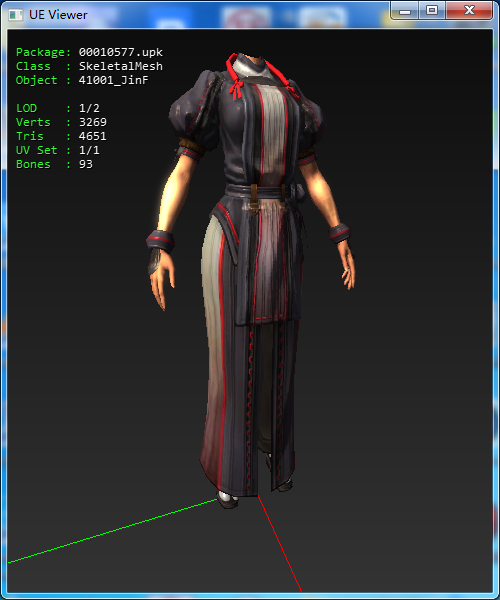 UE Viewer
Package: 00010577.upk
Class : SkeletalMesh
Object : 41001_JinF
LOD : 1/2
Verts : 3269
Tris : 4651
UV Set : 1/1
Bones : 93